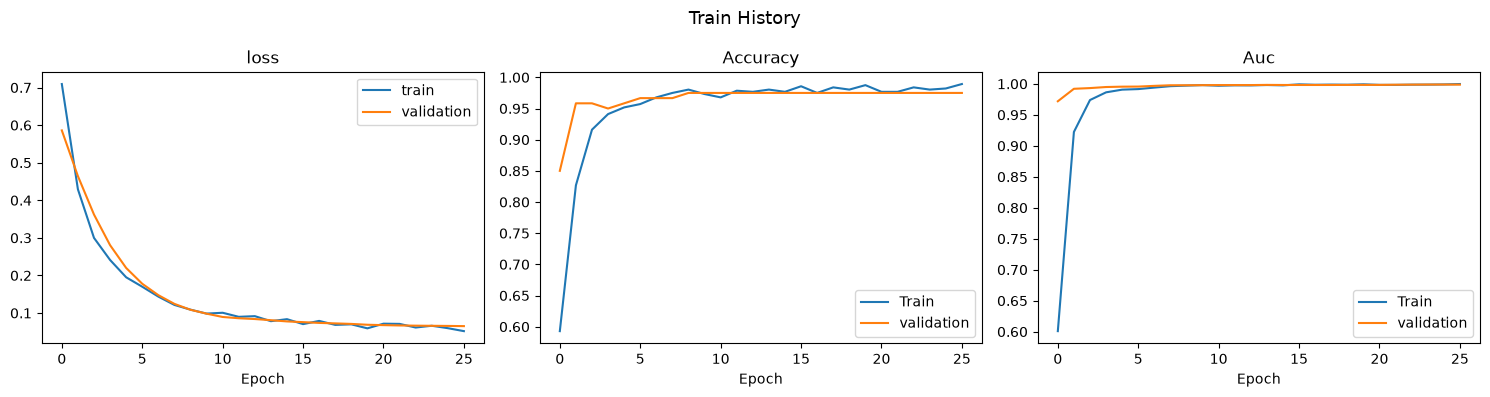 Train History
loss
0.7
0.6
0.5
0.4
0.3
0.2
0.1
train
validation
0 5 10 15 20 25
Epoch
Accuracy
1.00
0.95
0.90
0.85
0.80
0.75
0.70
0.65
0.60
Train
validation
0 5 10 15 20 25
Epoch
Auc
1.00
0.95
0.90
0.85
0.80
0.75
0.70
0.65
0.60
Train
validation
0 5 10 15 20 25
Epoch